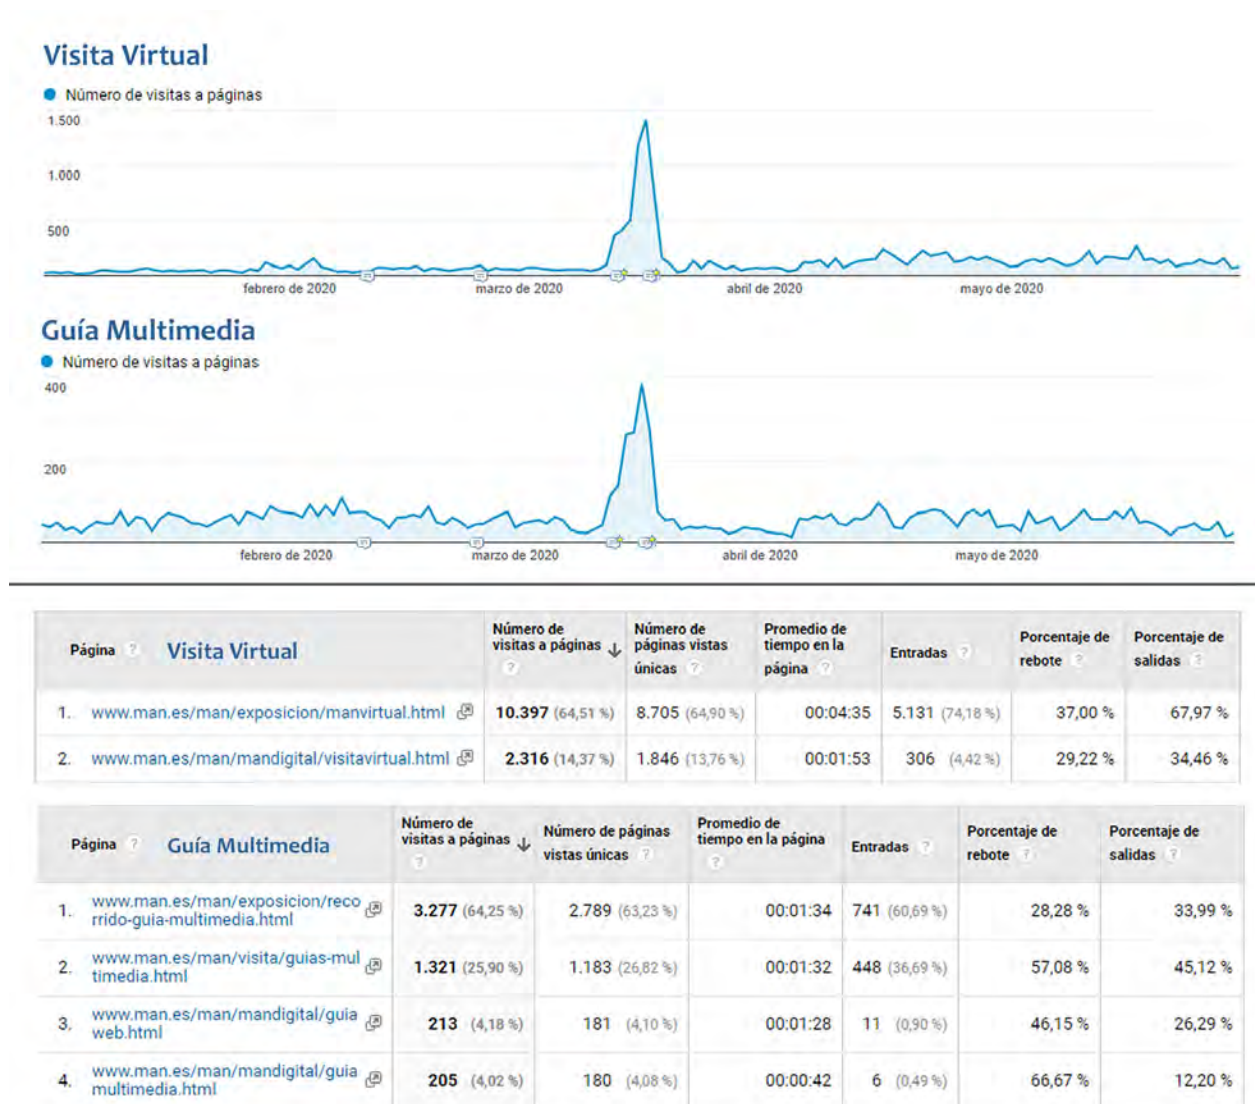 Visita Virtual
Número de visitas a páginas
1.500
1.000
500
febrero de 2020 marzo de 2020 abril de 2020 mayo de 2020
Guía Multimedia
Número de visitas a páginas
400
200
febrero de 2020 marzo de 2020 abril de 2020 mayo de 2020
Página ? Visita Virtual Número de visitas a páginas ? Número de páginas vistas únicas ? Promedio de tiempo en la página ? Entradas ? Porcentaje de rebote ? Porcentaje de salidas ?
1. www.man.es/man/exposicion/manvirtual.html 10.397 (64,51 %) 8.705 (64,90 %) 00:04:35 5.131 (74,18 %) 37,00 % 67,97 %
2. www.man.es/man/mandigital/visitavirtual.html 2.316 (14,37 %) 1.846 (13,76 %) 00:01:53 306 (4,42 %) 29,22 % 34,46 %
Página ? Guía Multimedia Número de visitas a páginas ? Número de páginas vistas únicas ? Promedio de tiempo en la página ? Entradas ? Porcentaje de rebote ? Porcentaje de salidas ?
1. www.man.es/man/exposicion/reco
rrido-guia-multimedia.html 3.277 (64,25 %) 2.789 (63,23 %) 00:01:34 741 (60,69 %) 28,28 % 33,99 %
2. www.man.es/man/visita/guias-mul
timedia.html 1.321 (25,90 %) 1.183 (26,82 %) 00:01:32 448 (36,69 %) 57,08 % 45,12 %
3. www.man.es/man/mandigital/guia
web.html 213 (4,18 %) 181 (4,10 %) 00:01:28 11 (0,90 %) 46,15 % 26,29 %
4. www.man.es/man/mandigital/guia
multimedia.html 205 (4,02 %) 180 (4,08 %) 00:00:42 6 (0,49 %) 66,67 % 12,20 %